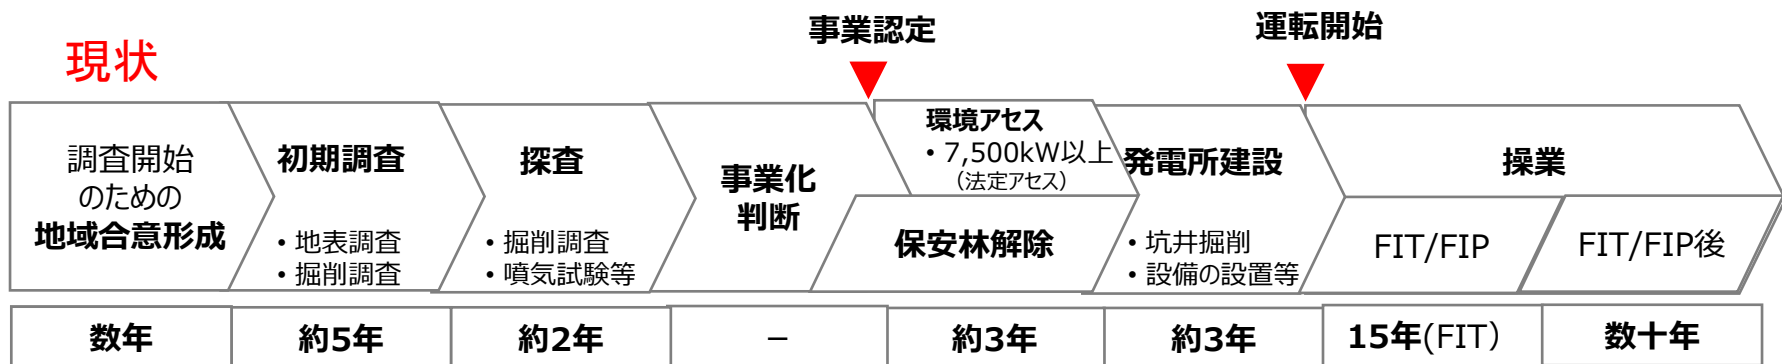 現状
事業認定
運転開始
調査開始
のための
地域合意形成
初期調査
・地表調査
・掘削調査
探査
・掘削調査
・噴気試験等
事業化
判断
環境アセス
・7,500kW以上
（法定アセス）
保安林解除
発電所建設
・坑井掘削
・設備の設置等
操業
FIT/FIP
FIT/FIP後
数年
約5年
約2年
－
約3年
約3年
15年(FIT）
数十年